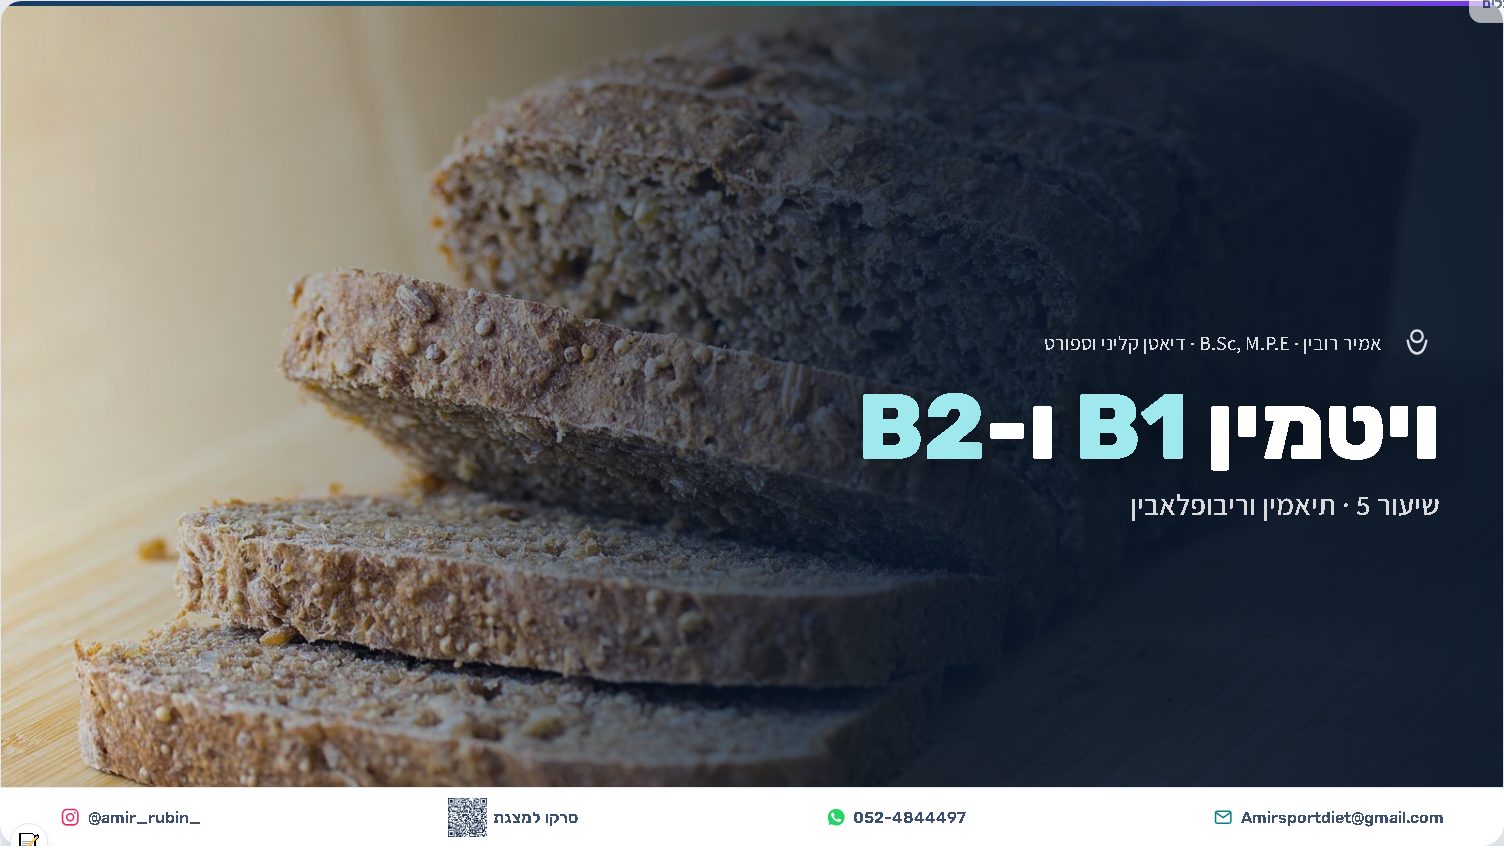 אמיר רובין · B.Sc, M.P.E · דיאטן קליני וספורט
ויטמין B1 ו-B2
שיעור 5 · תיאמין וריבופלאבין
Amirsportdiet@gmail.com
052-4844497
סרקו למצגת
@amir_rubin_